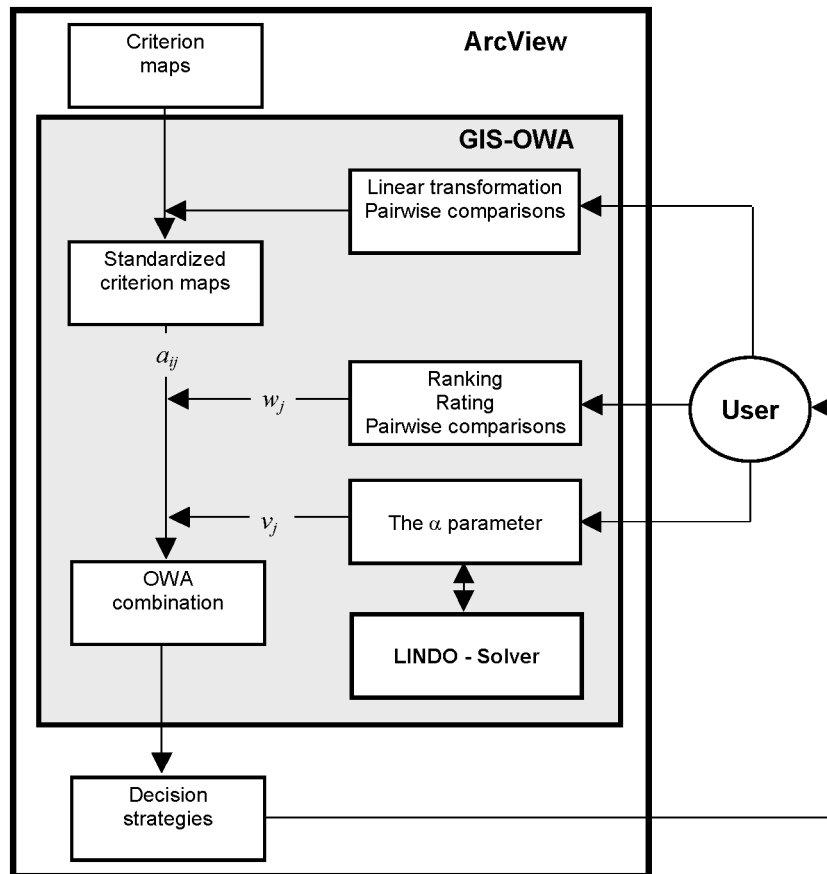 Criterion
maps
ArcView
GIS-OWA
Linear transformation
Pairwise comparisons
Standardized
criterion maps
a_ij
Ranking
Rating
Pairwise comparisons
w_j
User
The α parameter
v_j
OWA
combination
LINDO - Solver
Decision
strategies